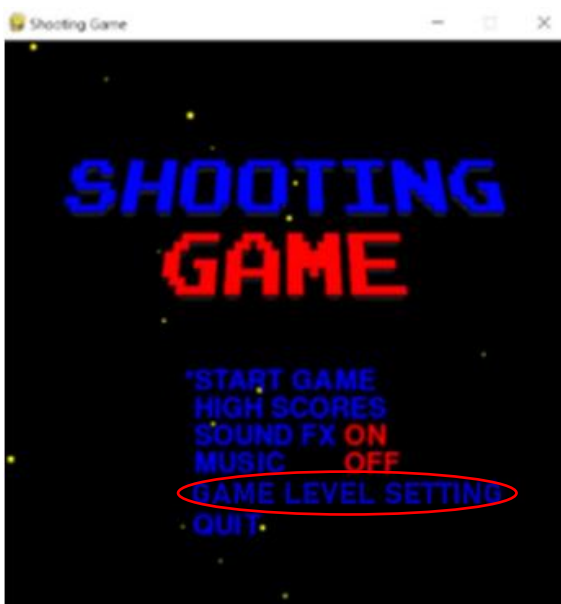 Shooting Game
SHOOTING
GAME
*START GAME
HIGH SCORES
SOUND FX ON
MUSIC OFF
GAME LEVEL SETTING
QUIT